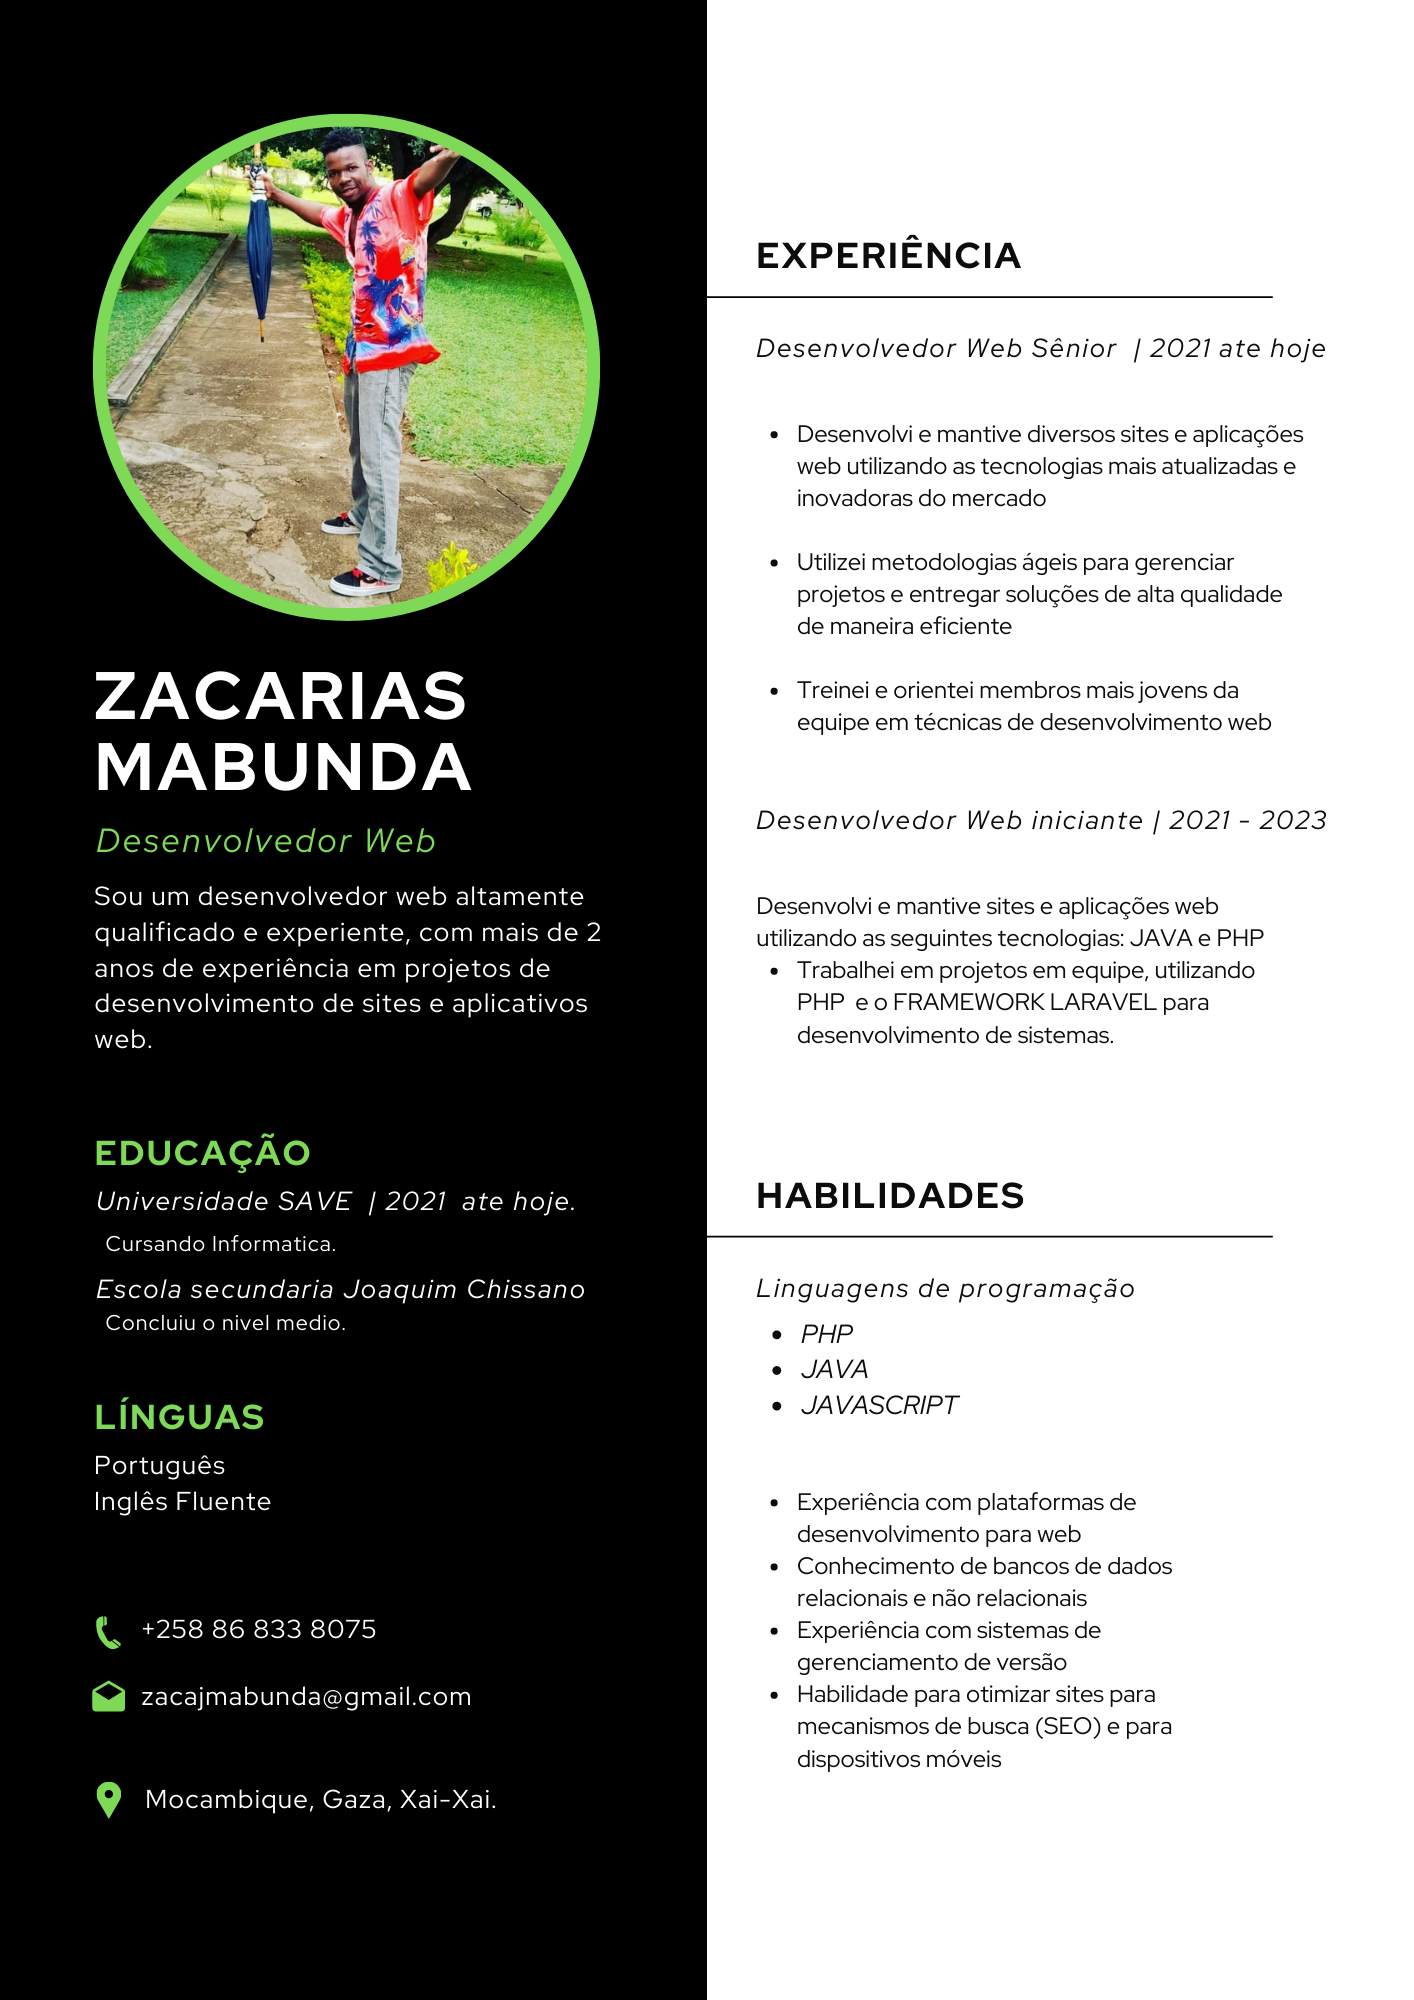 ZACARIAS
MABUNDA
Desenvolvedor Web
Sou um desenvolvedor web altamente
qualificado e experiente, com mais de 2
anos de experiência em projetos de
desenvolvimento de sites e aplicativos
web.
EDUCAÇÃO
Universidade SAVE | 2021 ate hoje.
Cursando Informatica.
Escola secundaria Joaquim Chissano
Concluiu o nivel medio.
LÍNGUAS
Português
Inglês Fluente
+258 86 833 8075
zacajmabunda@gmail.com
Mocambique, Gaza, Xai-Xai.
EXPERIÊNCIA
Desenvolvedor Web Sênior | 2021 ate hoje
• Desenvolvi e mantive diversos sites e aplicações
web utilizando as tecnologias mais atualizadas e
inovadoras do mercado
• Utilizei metodologias ágeis para gerenciar
projetos e entregar soluções de alta qualidade
de maneira eficiente
• Treinei e orientei membros mais jovens da
equipe em técnicas de desenvolvimento web
Desenvolvedor Web iniciante | 2021 - 2023
Desenvolvi e mantive sites e aplicações web
utilizando as seguintes tecnologias: JAVA e PHP
• Trabalhei em projetos em equipe, utilizando
PHP e o FRAMEWORK LARAVEL para
desenvolvimento de sistemas.
HABILIDADES
Linguagens de programação
• PHP
• JAVA
• JAVASCRIPT
• Experiência com plataformas de
desenvolvimento para web
• Conhecimento de bancos de dados
relacionais e não relacionais
• Experiência com sistemas de
gerenciamento de versão
• Habilidade para otimizar sites para
mecanismos de busca (SEO) e para
dispositivos móveis